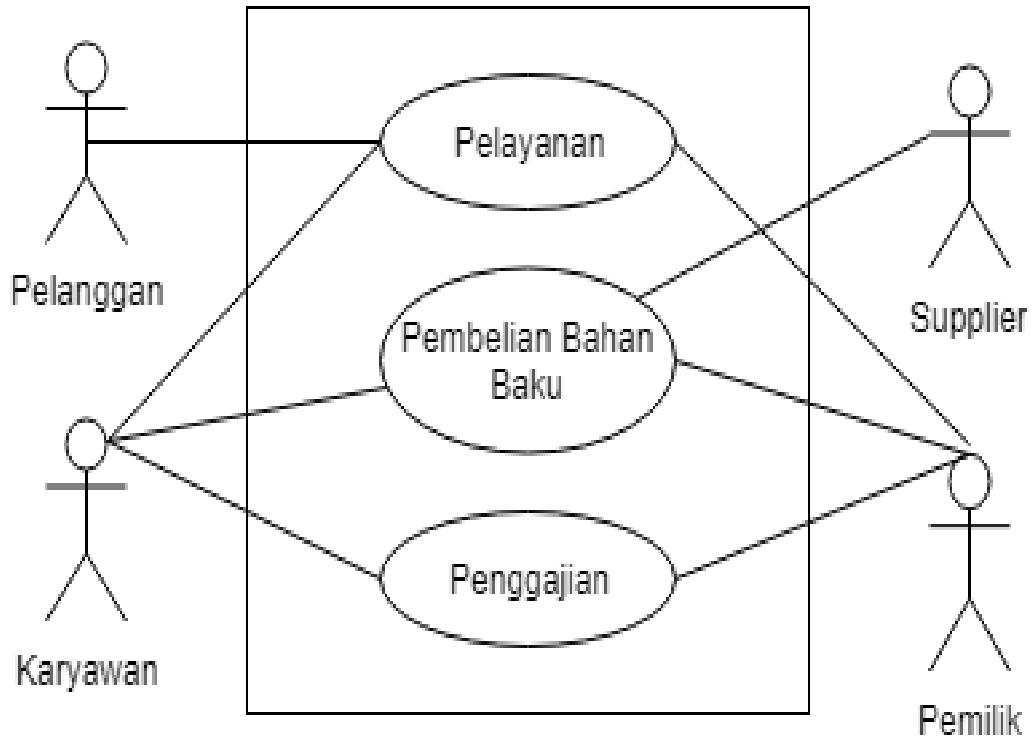 Pelayanan
Pelanggan
Supplier
Pembelian Bahan
Baku
Penggajian
Karyawan
Pemilik